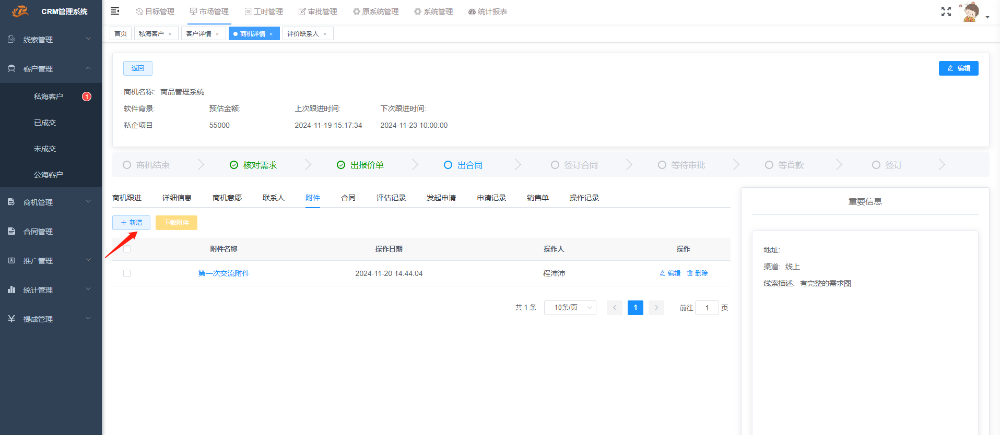 CRM管理系统
目标管理 市场管理 工时管理 审批管理 原系统管理 系统管理 统计报表
首页 私海客户 × 客户详情 × 商机详情 × 评价联系人 ×
线索管理
客户管理
私海客户 1
已成交
未成交
公海客户
商机管理
合同管理
推广管理
统计管理
提成管理
返回 编辑
商机名称: 商品管理系统
软件背景: 预估金额: 上次跟进时间: 下次跟进时间:
私企项目 55000 2024-11-19 15:17:34 2024-11-23 10:00:00
商机结束 核对需求 出报价单 出合同 签订合同 等待审批 等首款 签订
商机跟进 详细信息 商机意愿 联系人 附件 合同 评估记录 发起申请 申请记录 销售单 操作记录
新增 下载附件
附件名称 操作日期 操作人 操作
第一次交流附件 2024-11-20 14:44:04 程沛沛 编辑 删除
共 1 条 10条/页 1 前往 1 页
重要信息
地址:
渠道: 线上
线索描述: 有完整的需求图